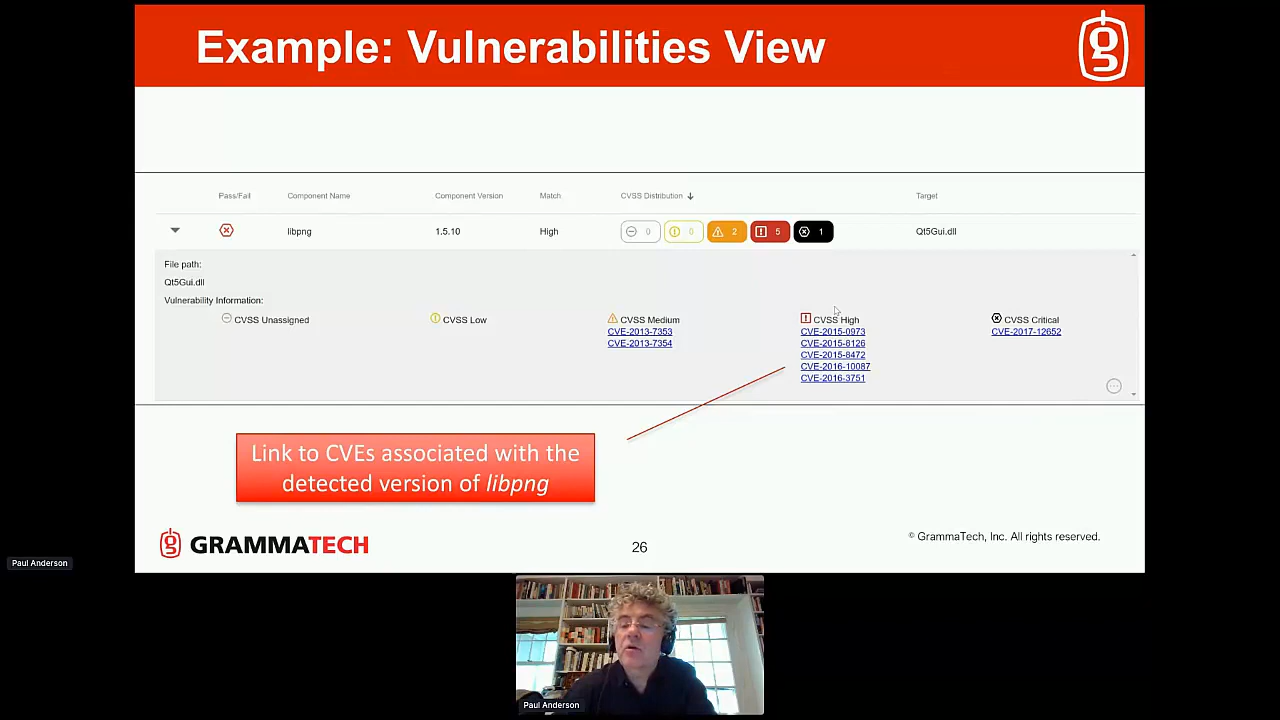 Example: Vulnerabilities View
Pass/Fail Component Name Component Version Match CVSS Distribution Target
libpng 1.5.10 High 0 0 2 5 1 Qt5Gui.dll
File path:
Qt5Gui.dll
Vulnerability Information:
CVSS Unassigned CVSS Low CVSS Medium CVSS High CVSS Critical
CVE-2013-7353 CVE-2015-0973 CVE-2017-12652
CVE-2013-7354 CVE-2015-8126
CVE-2015-8472
CVE-2016-10087
CVE-2016-3751
Link to CVEs associated with the
detected version of libpng
GRAMMATECH
26
© GrammaTech, Inc. All rights reserved.
Paul Anderson
Paul Anderson